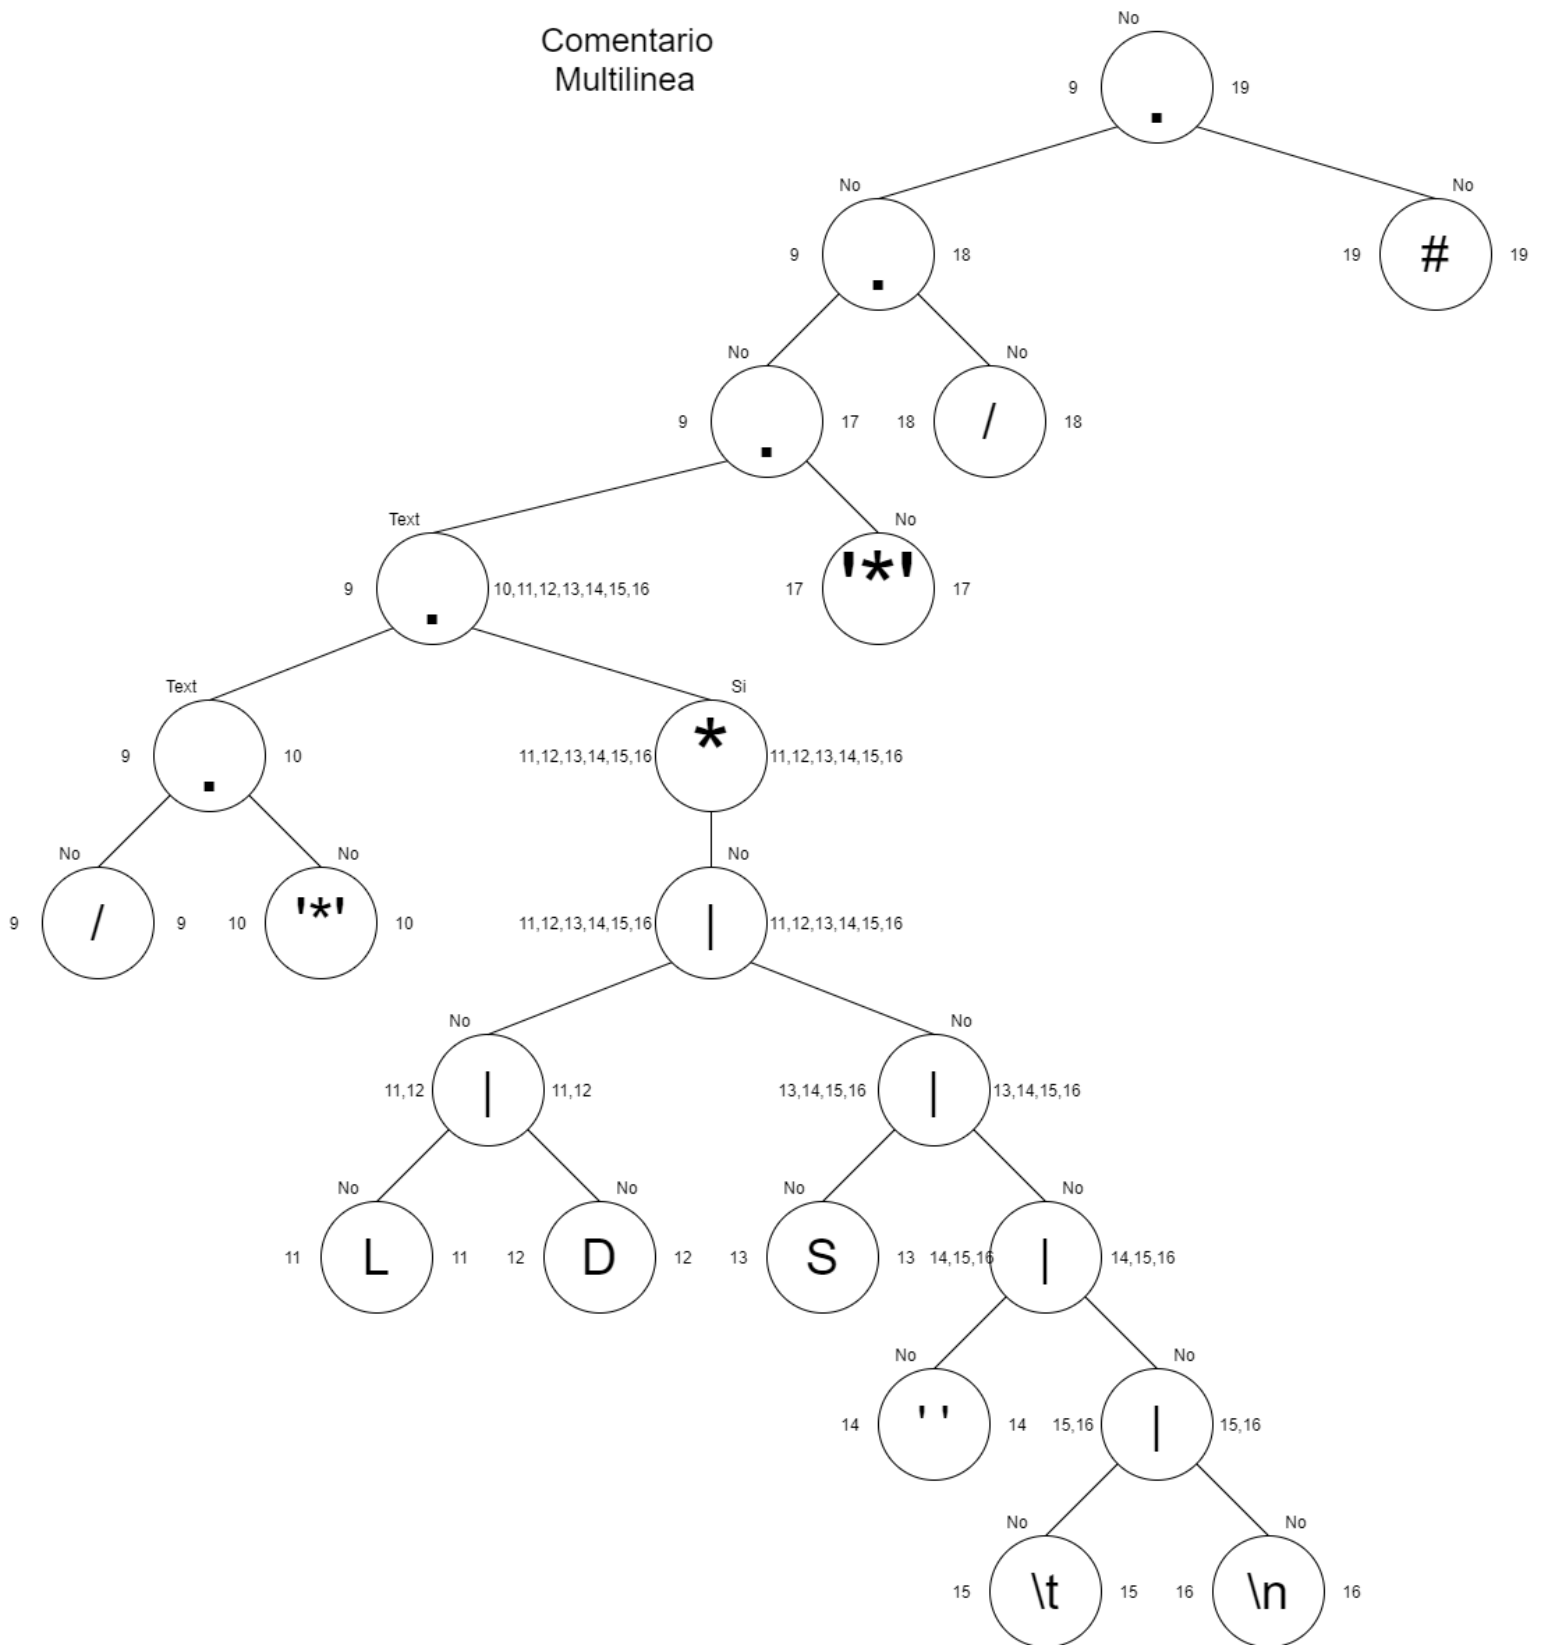 Comentario
Multilinea
No
9 . 19
No No
9 . 18 19 # 19
No No
9 . 17 18 / 18
Text No
9 . 10,11,12,13,14,15,16 17 '*' 17
Text Si
9 . 10 11,12,13,14,15,16 * 11,12,13,14,15,16
No No No
9 / 9 10 '*' 10 11,12,13,14,15,16 | 11,12,13,14,15,16
No No
11,12 | 11,12 13,14,15,16 | 13,14,15,16
No No No No
11 L 11 12 D 12 13 S 13 14,15,16 | 14,15,16
No No
14 ' ' 14 15,16 | 15,16
No No
15 \t 15 16 \n 16